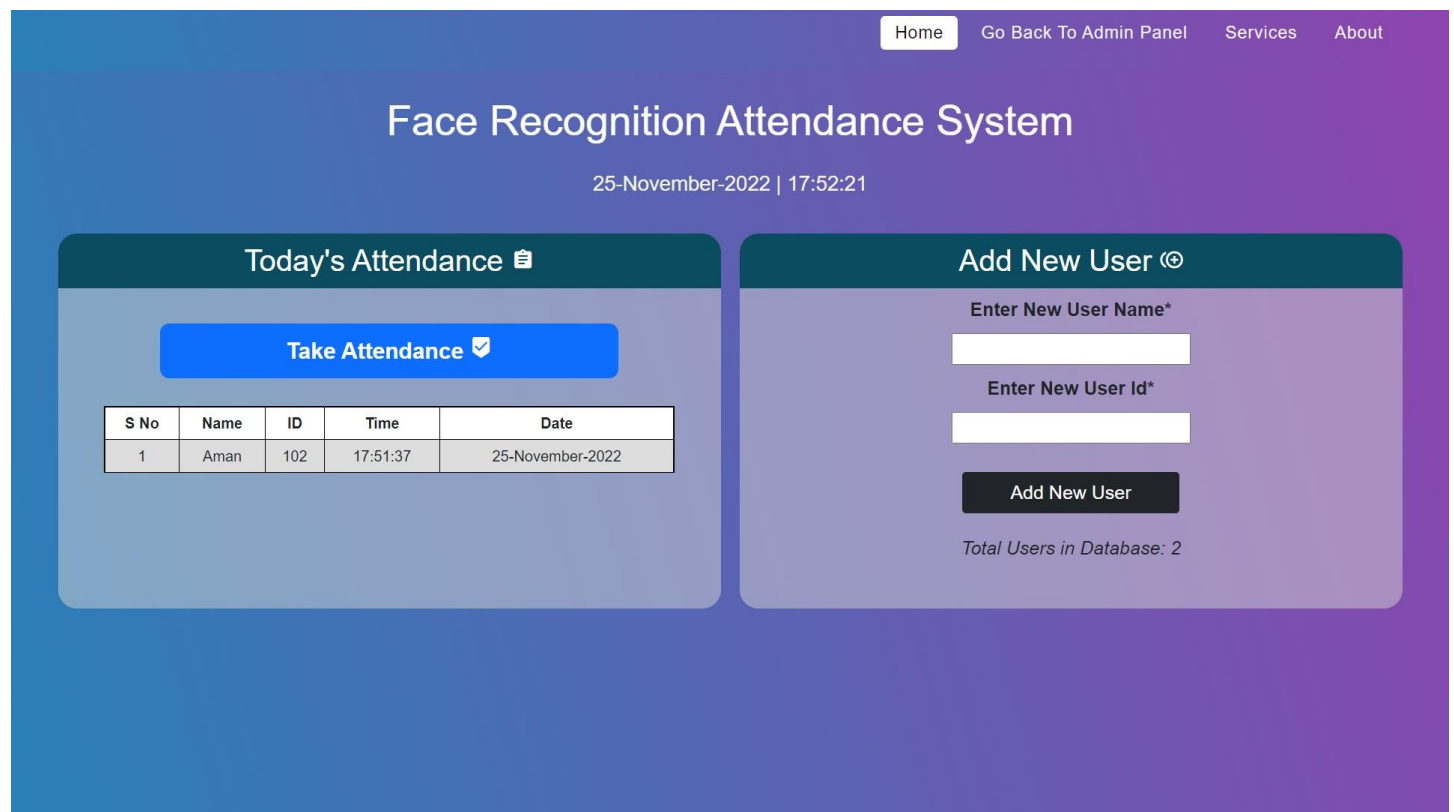 Home Go Back To Admin Panel Services About
Face Recognition Attendance System
25-November-2022 | 17:52:21
Today's Attendance
Take Attendance
S No Name ID Time Date
1 Aman 102 17:51:37 25-November-2022
Add New User
Enter New User Name*
Enter New User Id*
Add New User
Total Users in Database: 2